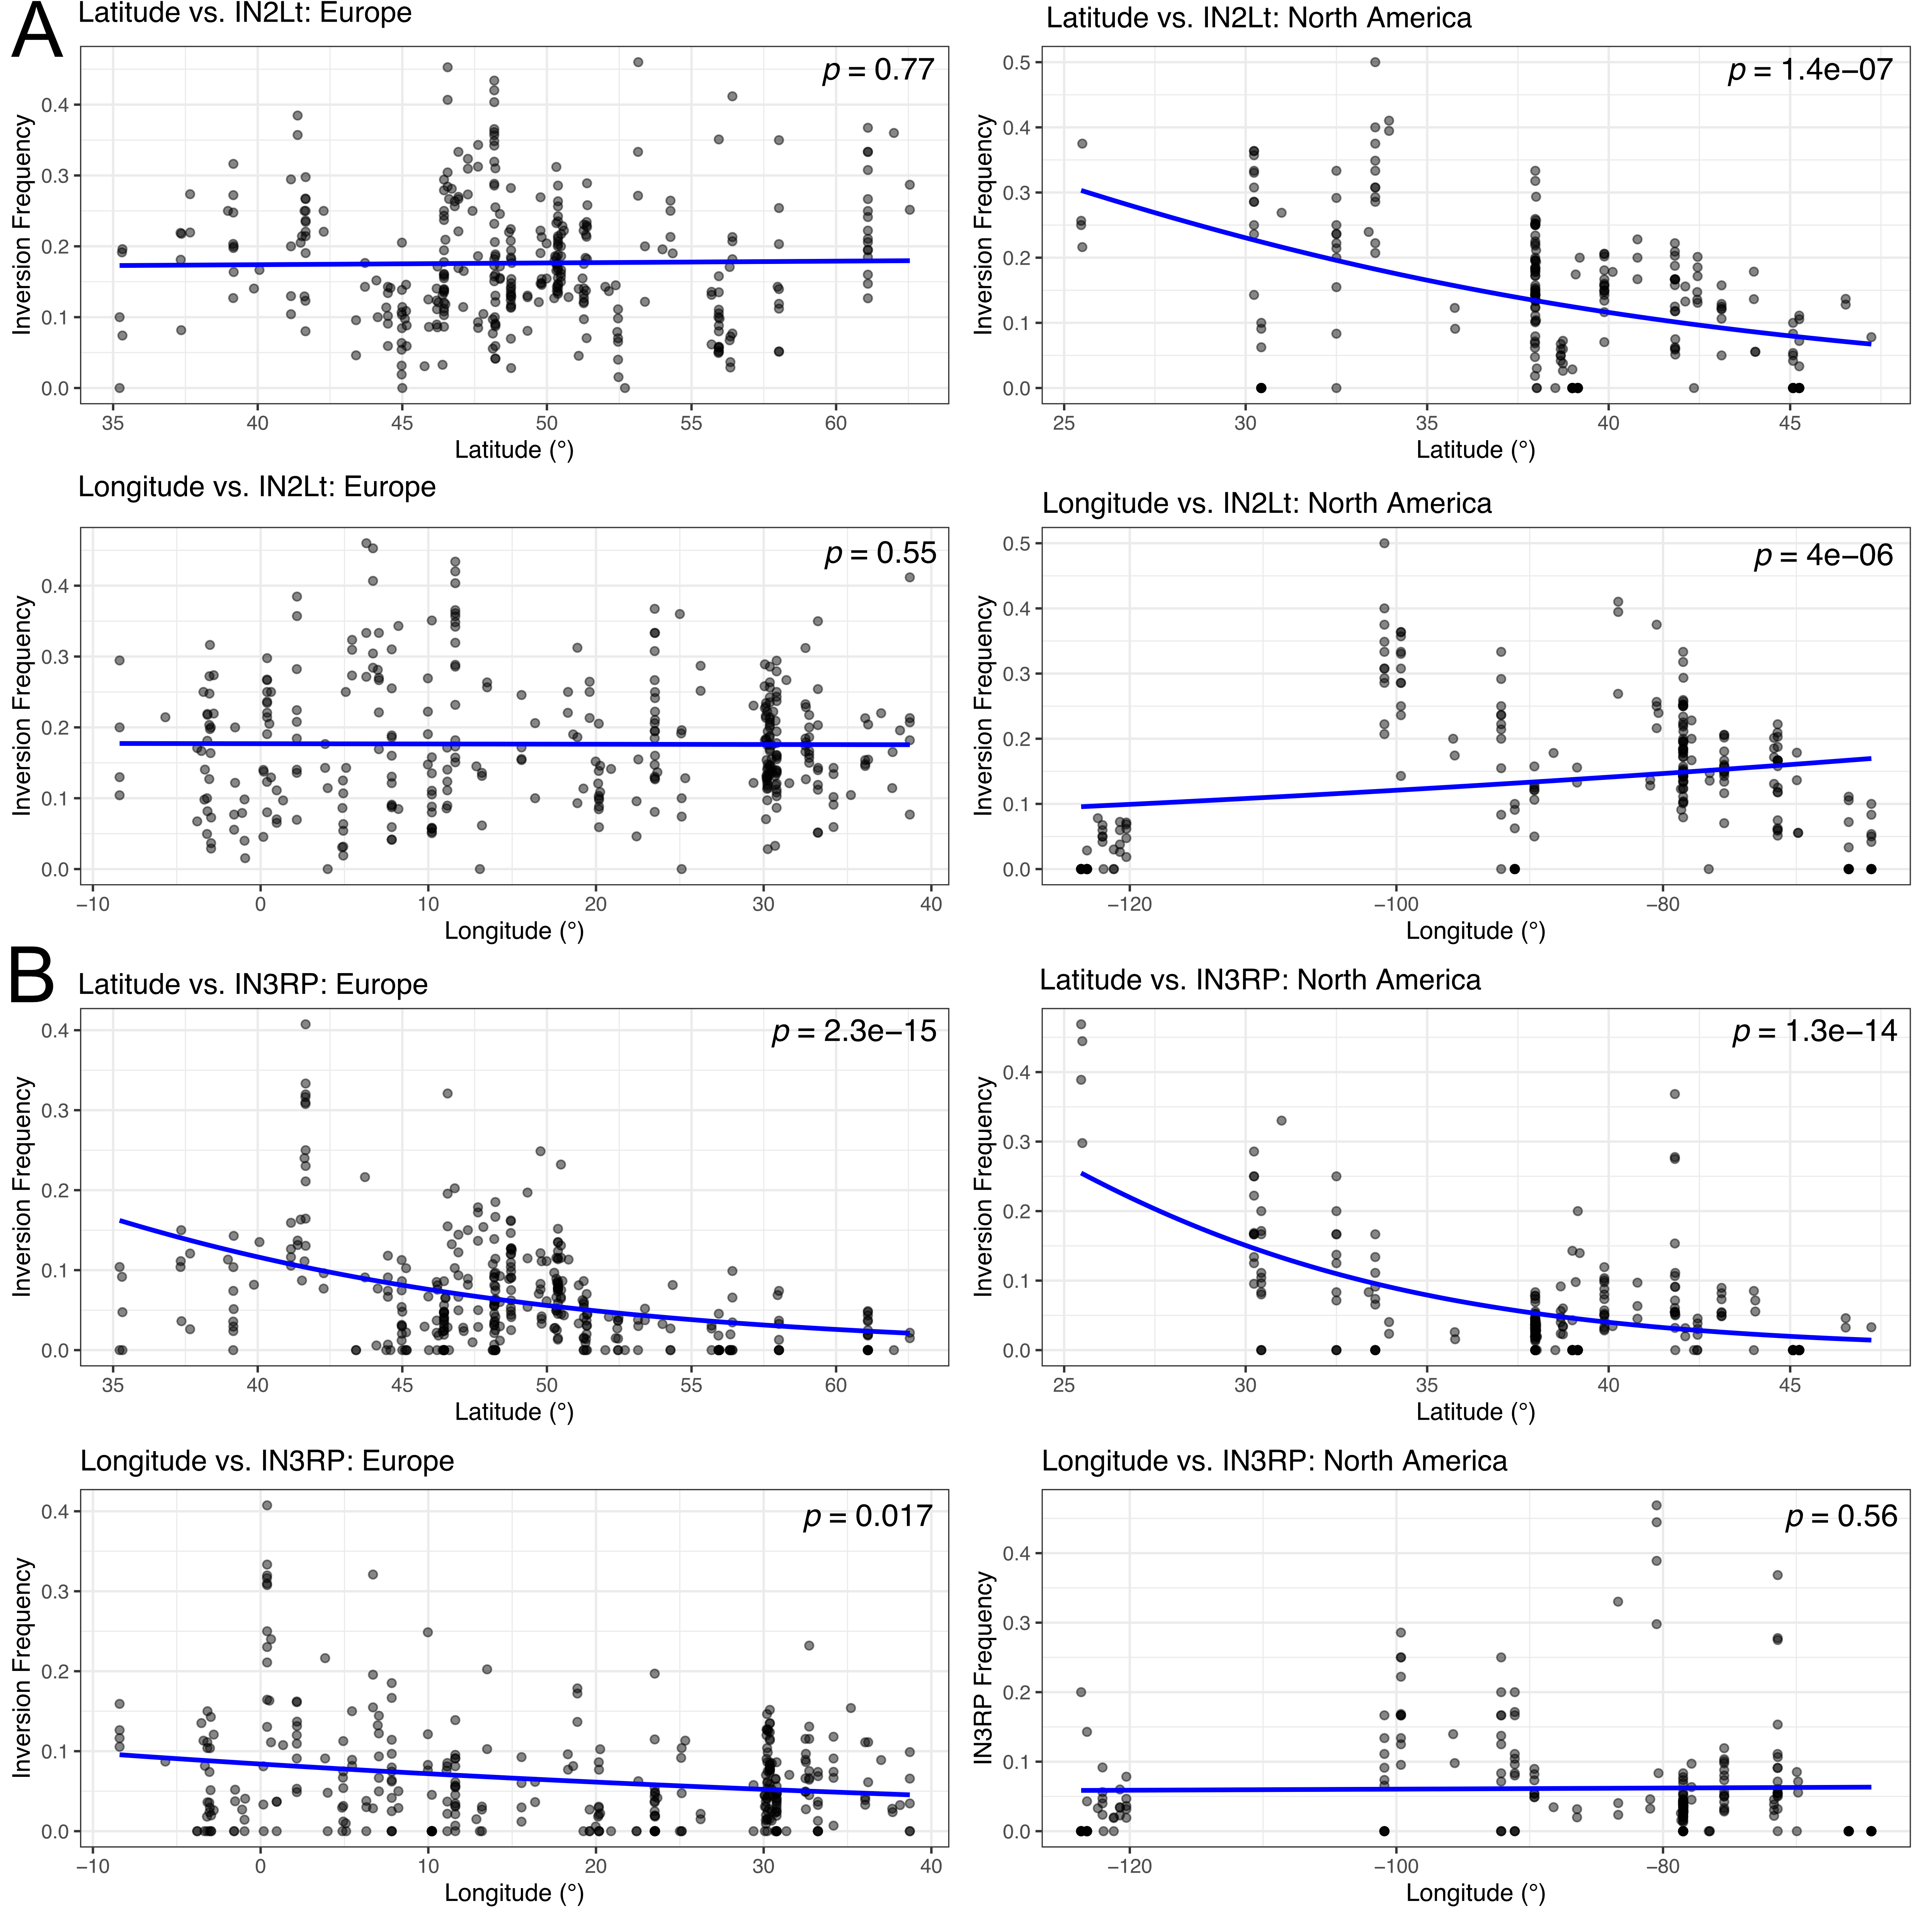 A
Latitude vs. IN2Lt: Europe
p = 0.77
Inversion Frequency
0.4
0.3
0.2
0.1
0.0
35 40 45 50 55 60
Latitude (°)
Latitude vs. IN2Lt: North America
p = 1.4e−07
Inversion Frequency
0.5
0.4
0.3
0.2
0.1
0.0
25 30 35 40 45
Latitude (°)
Longitude vs. IN2Lt: Europe
p = 0.55
Inversion Frequency
0.4
0.3
0.2
0.1
0.0
−10 0 10 20 30 40
Longitude (°)
Longitude vs. IN2Lt: North America
p = 4e−06
Inversion Frequency
0.5
0.4
0.3
0.2
0.1
0.0
−120 −100 −80
Longitude (°)
B
Latitude vs. IN3RP: Europe
p = 2.3e−15
Inversion Frequency
0.4
0.3
0.2
0.1
0.0
35 40 45 50 55 60
Latitude (°)
Latitude vs. IN3RP: North America
p = 1.3e−14
Inversion Frequency
0.4
0.3
0.2
0.1
0.0
25 30 35 40 45
Latitude (°)
Longitude vs. IN3RP: Europe
p = 0.017
Inversion Frequency
0.4
0.3
0.2
0.1
0.0
−10 0 10 20 30 40
Longitude (°)
Longitude vs. IN3RP: North America
p = 0.56
IN3RP Frequency
0.4
0.3
0.2
0.1
0.0
−120 −100 −80
Longitude (°)